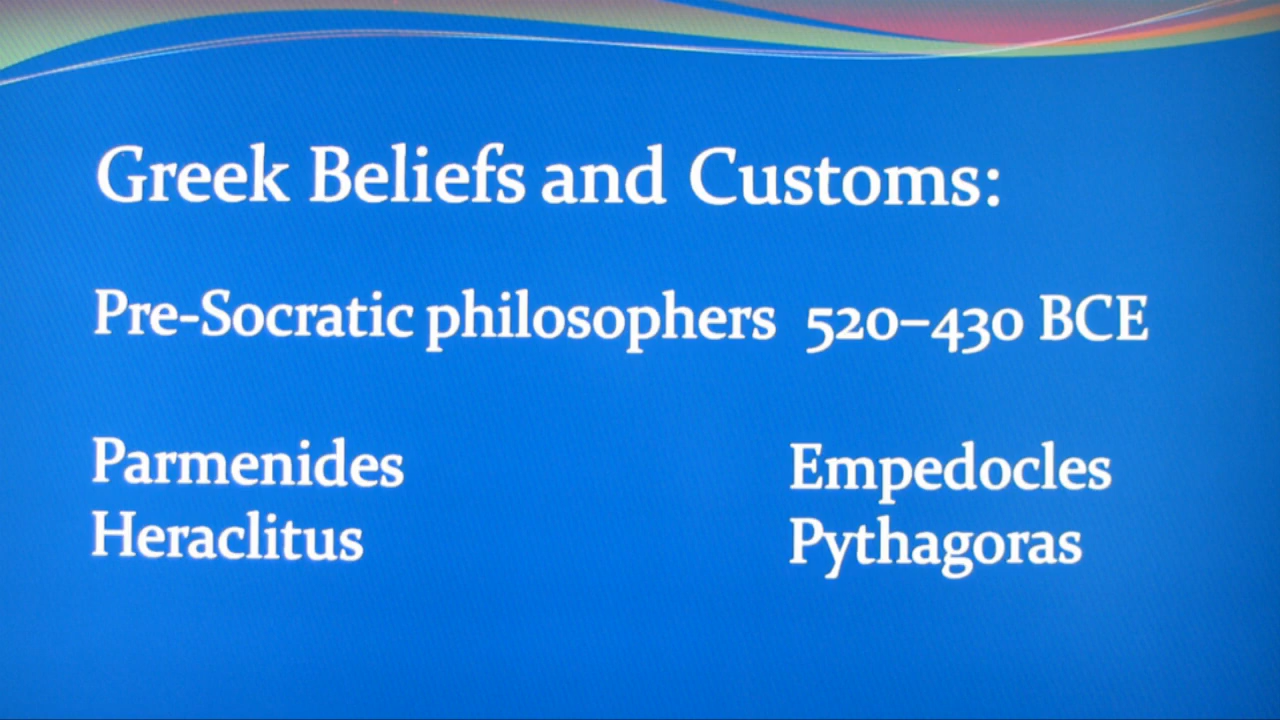 Greek Beliefs and Customs:
Pre-Socratic philosophers 520–430 BCE
Parmenides
Heraclitus
Empedocles
Pythagoras